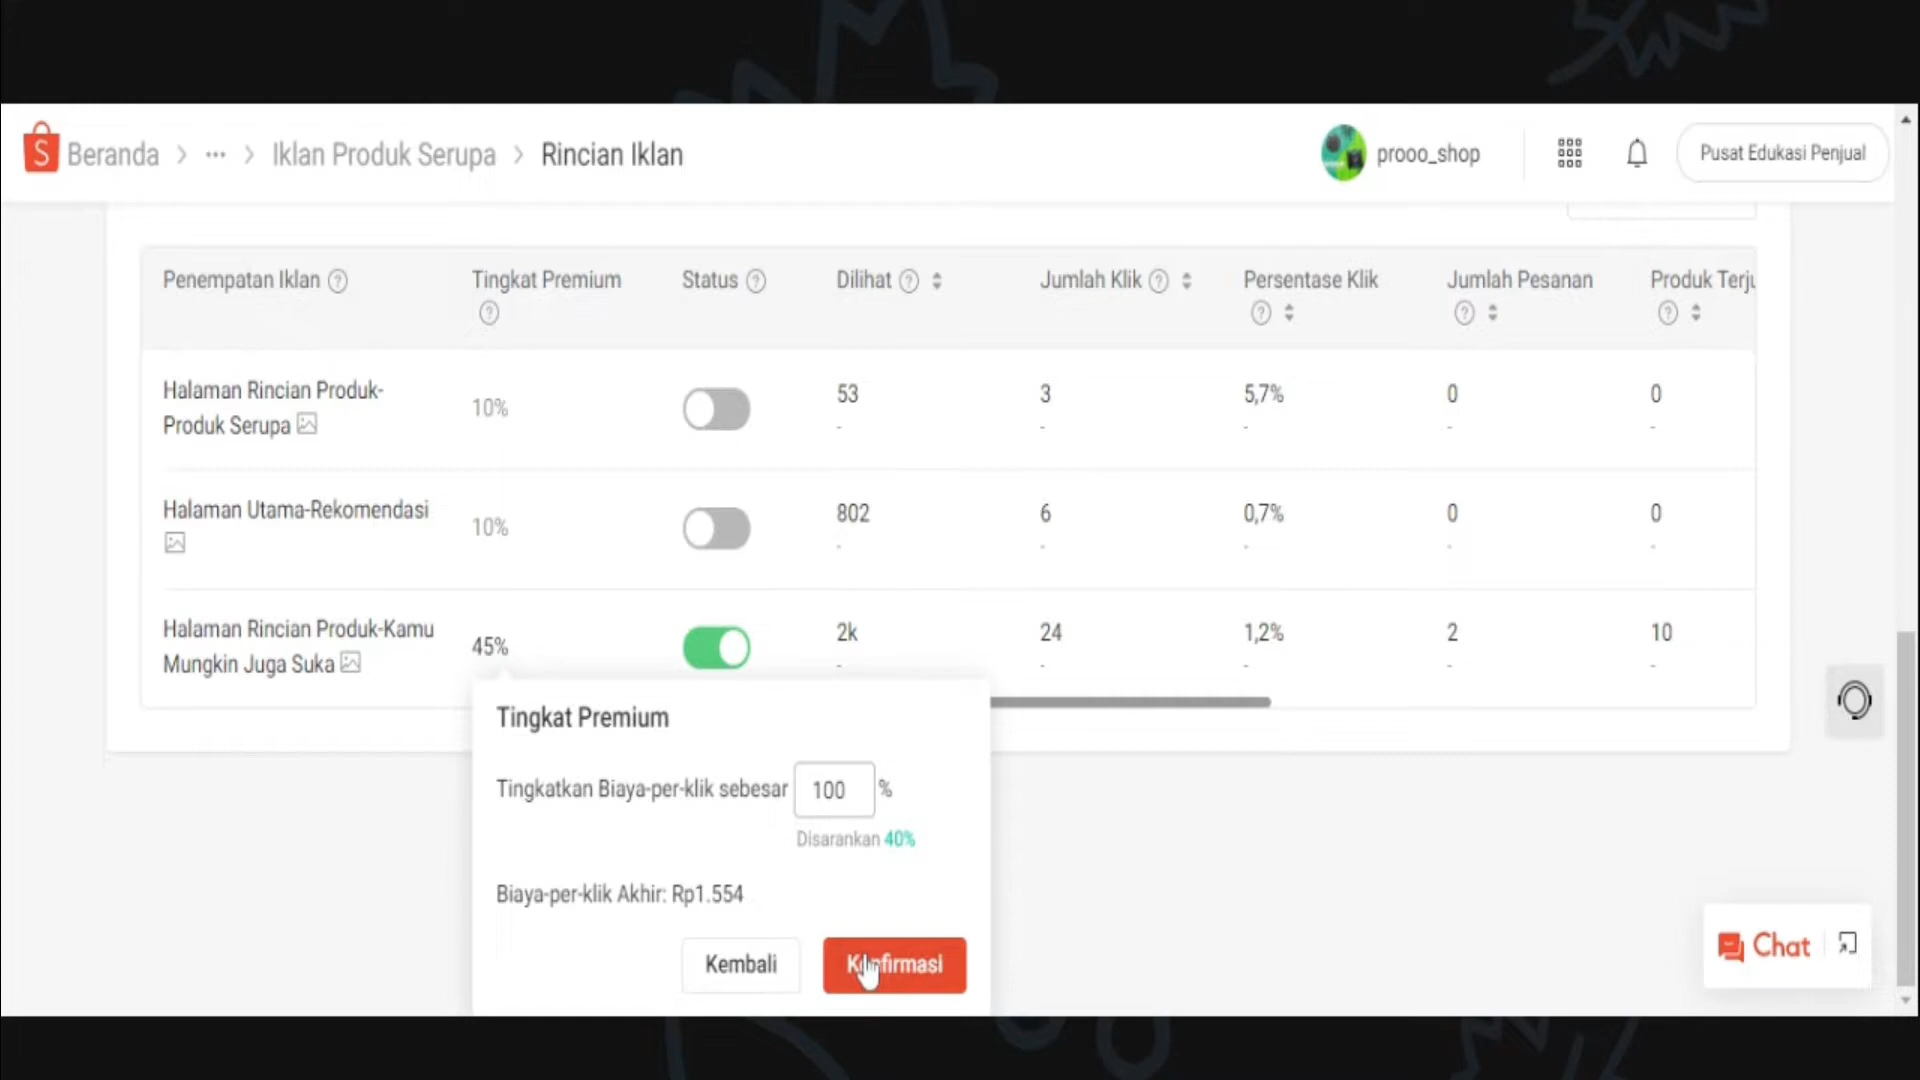 S Beranda > ... > Iklan Produk Serupa > Rincian Iklan
prooo_shop
Pusat Edukasi Penjual
Penempatan Iklan ?
Tingkat Premium ?
Status ?
Dilihat ?
Jumlah Klik ?
Persentase Klik ?
Jumlah Pesanan ?
Produk Terju ?
Halaman Rincian Produk-
Produk Serupa
10%
53
3
5,7%
0
0
- - - - -
Halaman Utama-Rekomendasi
10%
802
6
0,7%
0
0
- - - - -
Halaman Rincian Produk-Kamu
Mungkin Juga Suka
45%
2k
24
1,2%
2
10
- - - - -
Tingkat Premium
Tingkatkan Biaya-per-klik sebesar 100 %
Disarankan 40%
Biaya-per-klik Akhir: Rp1.554
Kembali
Konfirmasi
Chat